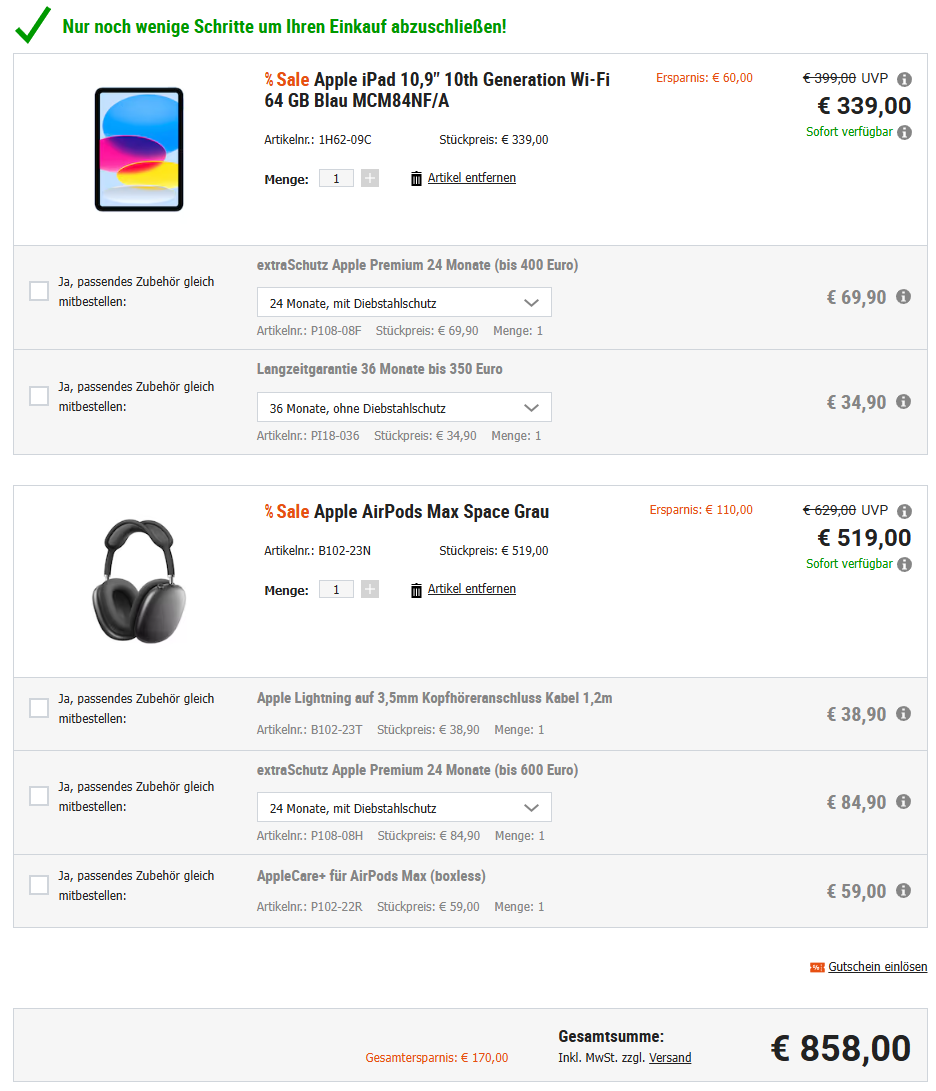 Nur noch wenige Schritte um Ihren Einkauf abzuschließen!
% Sale Apple iPad 10,9" 10th Generation Wi-Fi
64 GB Blau MCM84NF/A
Ersparnis: € 60,00
€ 399,00 UVP
€ 339,00
Sofort verfügbar
Artikelnr.: 1H62-09C Stückpreis: € 339,00
Menge: 1 + Artikel entfernen
Ja, passendes Zubehör gleich
mitbestellen:
extraSchutz Apple Premium 24 Monate (bis 400 Euro)
24 Monate, mit Diebstahlschutz
Artikelnr.: P108-08F Stückpreis: € 69,90 Menge: 1
€ 69,90
Ja, passendes Zubehör gleich
mitbestellen:
Langzeitgarantie 36 Monate bis 350 Euro
36 Monate, ohne Diebstahlschutz
Artikelnr.: PI18-036 Stückpreis: € 34,90 Menge: 1
€ 34,90
% Sale Apple AirPods Max Space Grau
Ersparnis: € 110,00
€ 629,00 UVP
€ 519,00
Sofort verfügbar
Artikelnr.: B102-23N Stückpreis: € 519,00
Menge: 1 + Artikel entfernen
Ja, passendes Zubehör gleich
mitbestellen:
Apple Lightning auf 3,5mm Kopfhöreranschluss Kabel 1,2m
Artikelnr.: B102-23T Stückpreis: € 38,90 Menge: 1
€ 38,90
Ja, passendes Zubehör gleich
mitbestellen:
extraSchutz Apple Premium 24 Monate (bis 600 Euro)
24 Monate, mit Diebstahlschutz
Artikelnr.: P108-08H Stückpreis: € 84,90 Menge: 1
€ 84,90
Ja, passendes Zubehör gleich
mitbestellen:
AppleCare+ für AirPods Max (boxless)
Artikelnr.: P102-22R Stückpreis: € 59,00 Menge: 1
€ 59,00
Gutschein einlösen
Gesamtersparnis: € 170,00
Gesamtsumme:
Inkl. MwSt. zzgl. Versand
€ 858,00